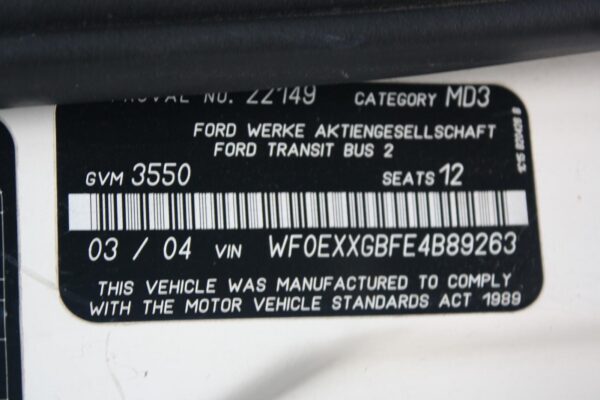 NO. 22149 CATEGORY MD3
FORD WERKE AKTIENGESELLSCHAFT
FORD TRANSIT BUS 2
GVM 3550 SEATS 12
03 / 04 VIN WF0EXXGBFE4B89263
THIS VEHICLE WAS MANUFACTURED TO COMPLY
WITH THE MOTOR VEHICLE STANDARDS ACT 1989